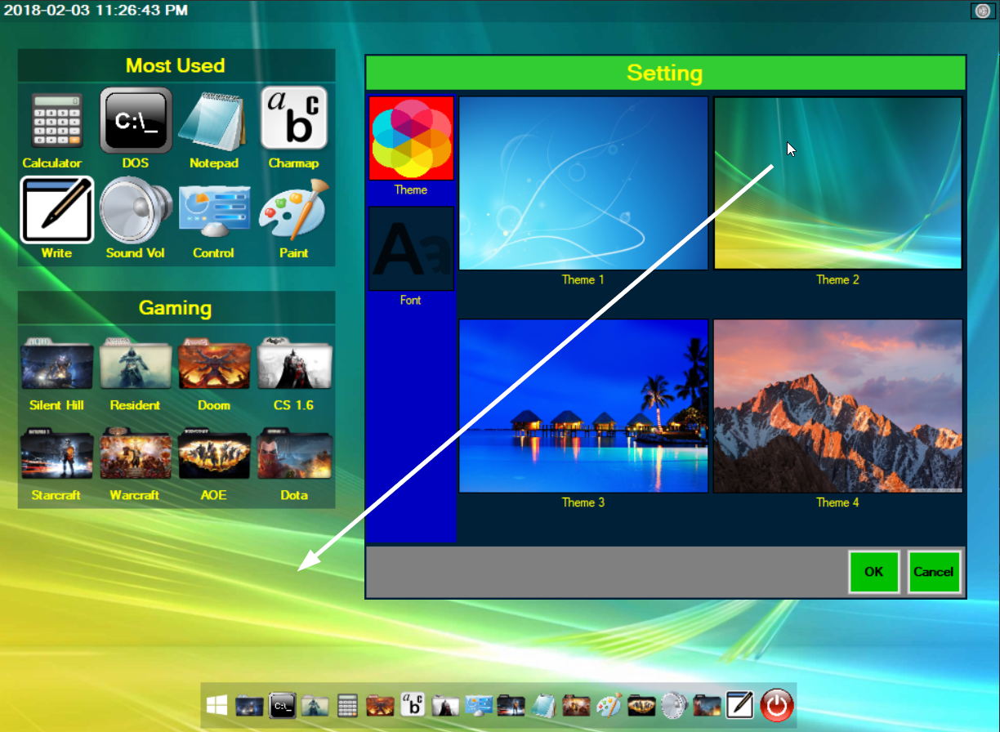 2018-02-03 11:26:43 PM
Most Used
Calculator DOS Notepad Charmap
C:\_
a b c
Write Sound Vol Control Paint
Gaming
Silent Hill Resident Doom CS 1.6
Starcraft Warcraft AOE Dota
Setting
Theme
Aa
Font
Theme 1 Theme 2
Theme 3 Theme 4
OK Cancel
C:\_
a b c